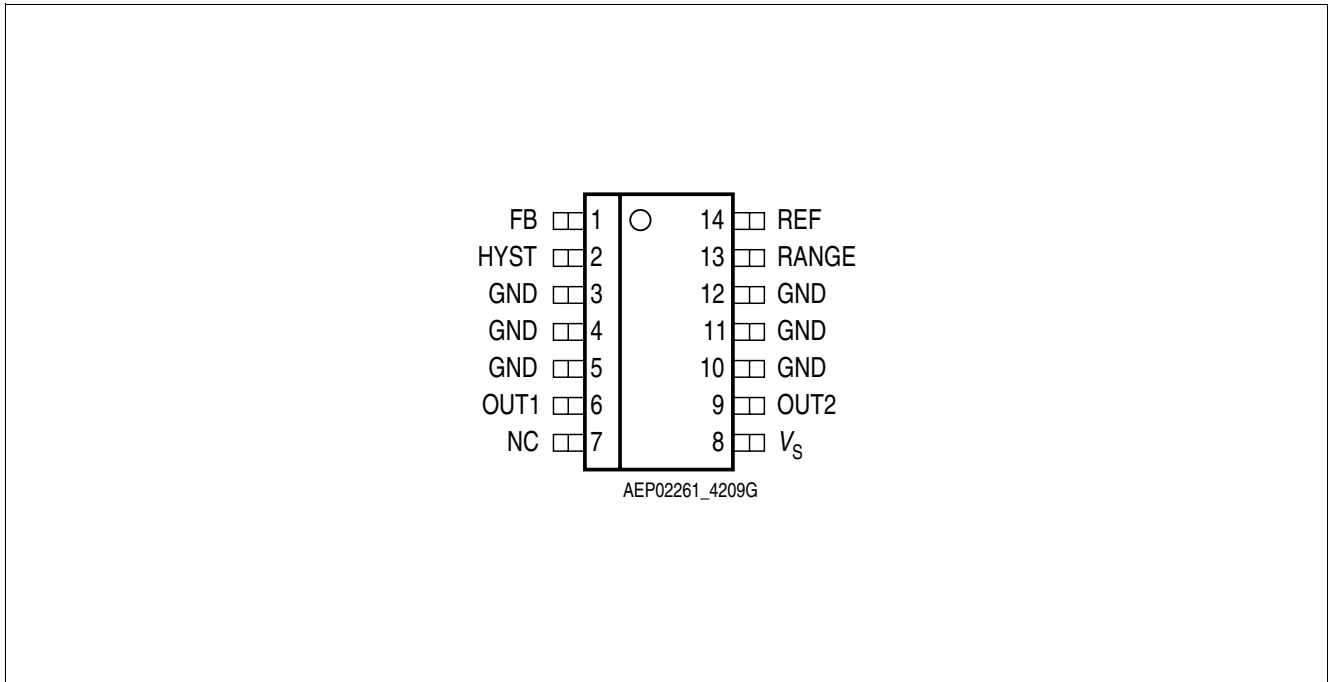 FB 1 14 REF
HYST 2 13 RANGE
GND 3 12 GND
GND 4 11 GND
GND 5 10 GND
OUT1 6 9 OUT2
NC 7 8 VS
AEP02261_4209G